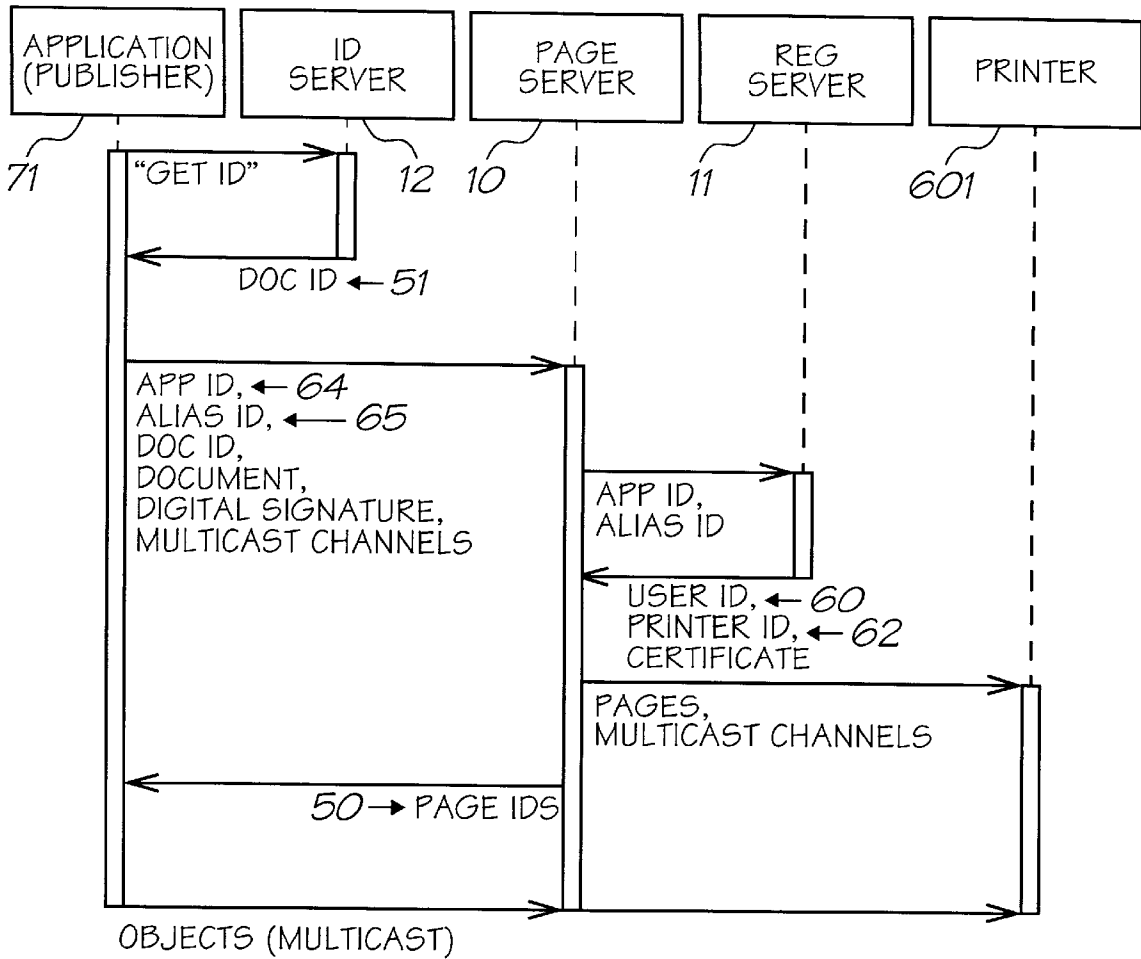 APPLICATION
(PUBLISHER)
ID
SERVER
PAGE
SERVER
REG
SERVER
PRINTER
71
12
10
11
601
“GET ID”
DOC ID ← 51
APP ID, ← 64
ALIAS ID, ← 65
DOC ID,
DOCUMENT,
DIGITAL SIGNATURE,
MULTICAST CHANNELS
APP ID,
ALIAS ID
USER ID, ← 60
PRINTER ID, ← 62
CERTIFICATE
PAGES,
MULTICAST CHANNELS
50 → PAGE IDS
OBJECTS (MULTICAST)